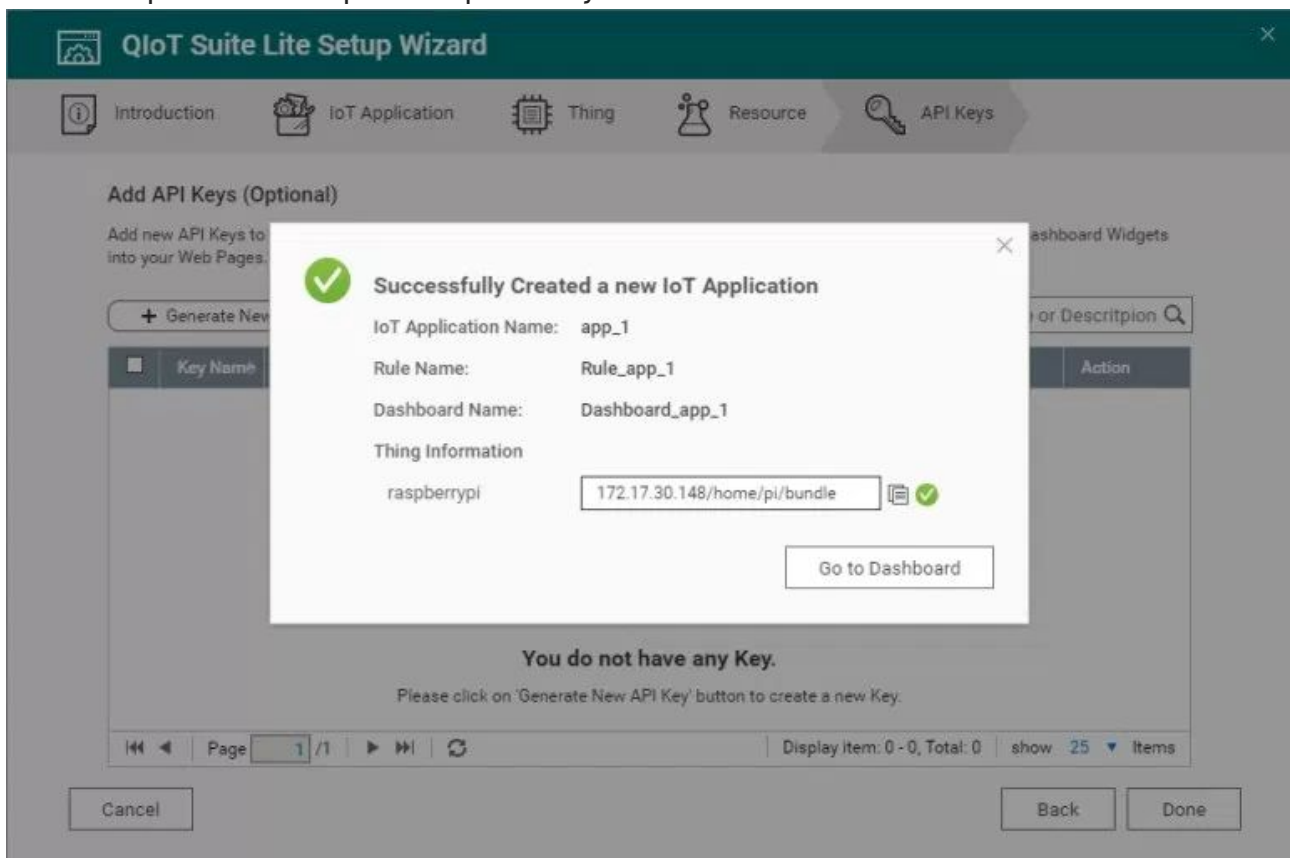 QIoT Suite Lite Setup Wizard
Introduction
IoT Application
Thing
Resource
API Keys
Add API Keys (Optional)
Add new API Keys to
ashboard Widgets
into your Web Pages.
+ Generate New
or Descritpion
Key Name
Action
Successfully Created a new IoT Application
IoT Application Name: app_1
Rule Name: Rule_app_1
Dashboard Name: Dashboard_app_1
Thing Information
raspberrypi 172.17.30.148/home/pi/bundle
Go to Dashboard
You do not have any Key.
Please click on 'Generate New API Key' button to create a new Key.
Page 1 /1
Display item: 0 - 0, Total: 0 show 25 Items
Cancel
Back
Done